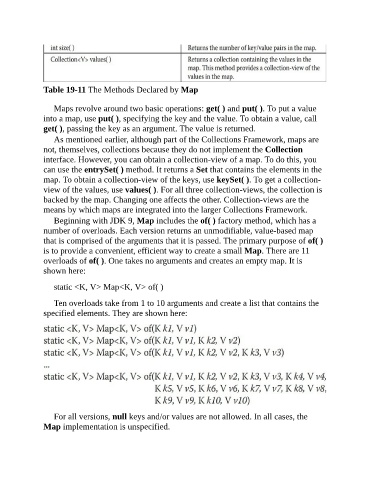 int size( ) Returns the number of key/value pairs in the map.
Collection<V> values( ) Returns a collection containing the values in the
map. This method provides a collection-view of the
values in the map.
Table 19-11 The Methods Declared by Map
Maps revolve around two basic operations: get( ) and put( ). To put a value
into a map, use put( ), specifying the key and the value. To obtain a value, call
get( ), passing the key as an argument. The value is returned.
As mentioned earlier, although part of the Collections Framework, maps are
not, themselves, collections because they do not implement the Collection
interface. However, you can obtain a collection-view of a map. To do this, you
can use the entrySet( ) method. It returns a Set that contains the elements in the
map. To obtain a collection-view of the keys, use keySet( ). To get a collection-
view of the values, use values( ). For all three collection-views, the collection is
backed by the map. Changing one affects the other. Collection-views are the
means by which maps are integrated into the larger Collections Framework.
Beginning with JDK 9, Map includes the of( ) factory method, which has a
number of overloads. Each version returns an unmodifiable, value-based map
that is comprised of the arguments that it is passed. The primary purpose of of( )
is to provide a convenient, efficient way to create a small Map. There are 11
overloads of of( ). One takes no arguments and creates an empty map. It is
shown here:
static <K, V> Map<K, V> of( )
Ten overloads take from 1 to 10 arguments and create a list that contains the
specified elements. They are shown here:
static <K, V> Map<K, V> of(K k1, V v1)
static <K, V> Map<K, V> of(K k1, V v1, K k2, V v2)
static <K, V> Map<K, V> of(K k1, V v1, K k2, V v2, K k3, V v3)
...
static <K, V> Map<K, V> of(K k1, V v1, K k2, V v2, K k3, V v3, K k4, V v4,
K k5, V v5, K k6, V v6, K k7, V v7, K k8, V v8,
K k9, V v9, K k10, V v10)
For all versions, null keys and/or values are not allowed. In all cases, the
Map implementation is unspecified.